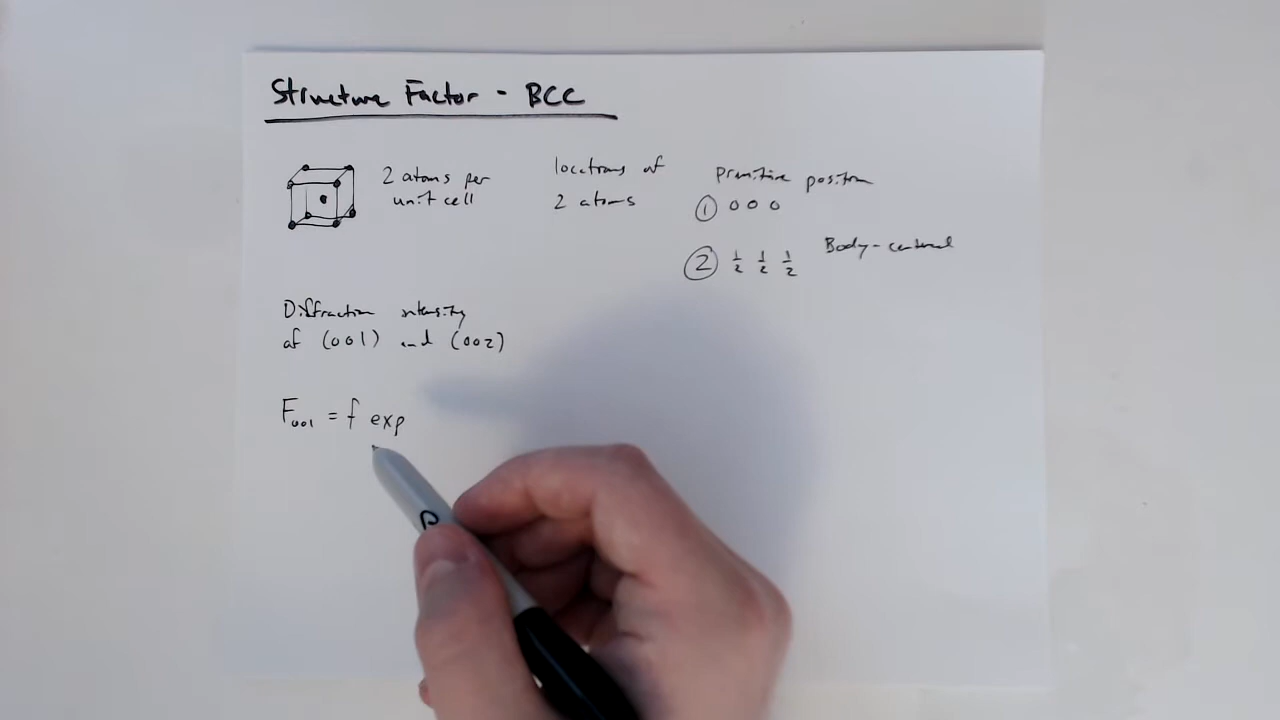 Structure Factor - BCC
2 atoms per
unit cell
locations of
2 atoms
Primitive position
① 0 0 0
② 1/2 1/2 1/2 Body-centered
Diffraction intensity
of (001) and (002)
F₀₀₁ = f exp